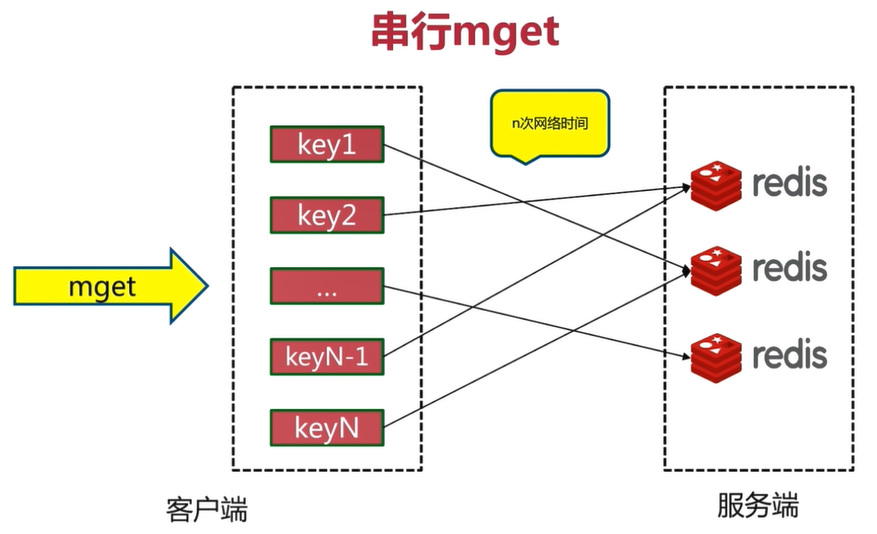 串行mget
n次网络时间
key1
redis
key2
redis
mget
...
keyN-1
redis
keyN
客户端
服务端